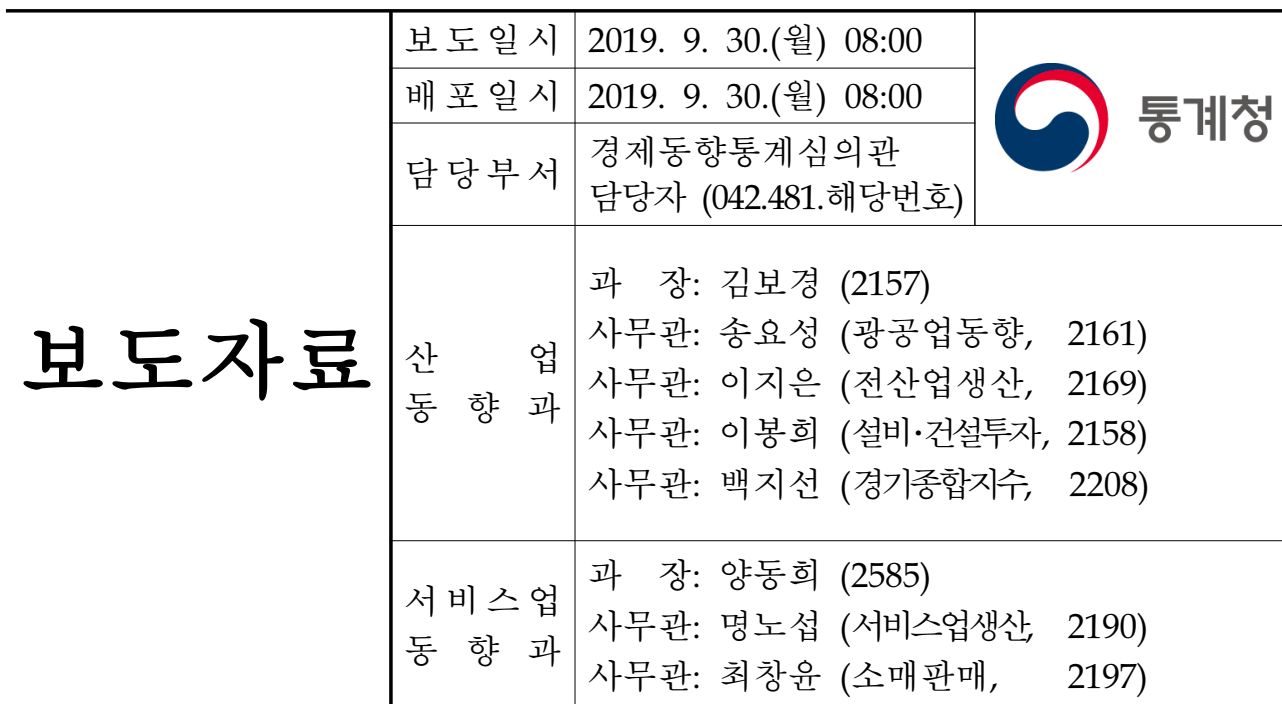 보도자료
보도일시 2019. 9. 30.(월) 08:00
배포일시 2019. 9. 30.(월) 08:00
담당부서 경제동향통계심의관
담당자 (042.481.해당번호)
통계청
산업
동향과
과 장: 김보경 (2157)
사무관: 송요성 (광공업동향, 2161)
사무관: 이지은 (전산업생산, 2169)
사무관: 이봉희 (설비·건설투자, 2158)
사무관: 백지선 (경기종합지수, 2208)
서비스업
동향과
과 장: 양동희 (2585)
사무관: 명노섭 (서비스업생산, 2190)
사무관: 최창윤 (소매판매, 2197)